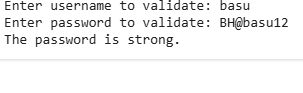 Enter username to validate: basu
Enter password to validate: BH@basu12
The password is strong.